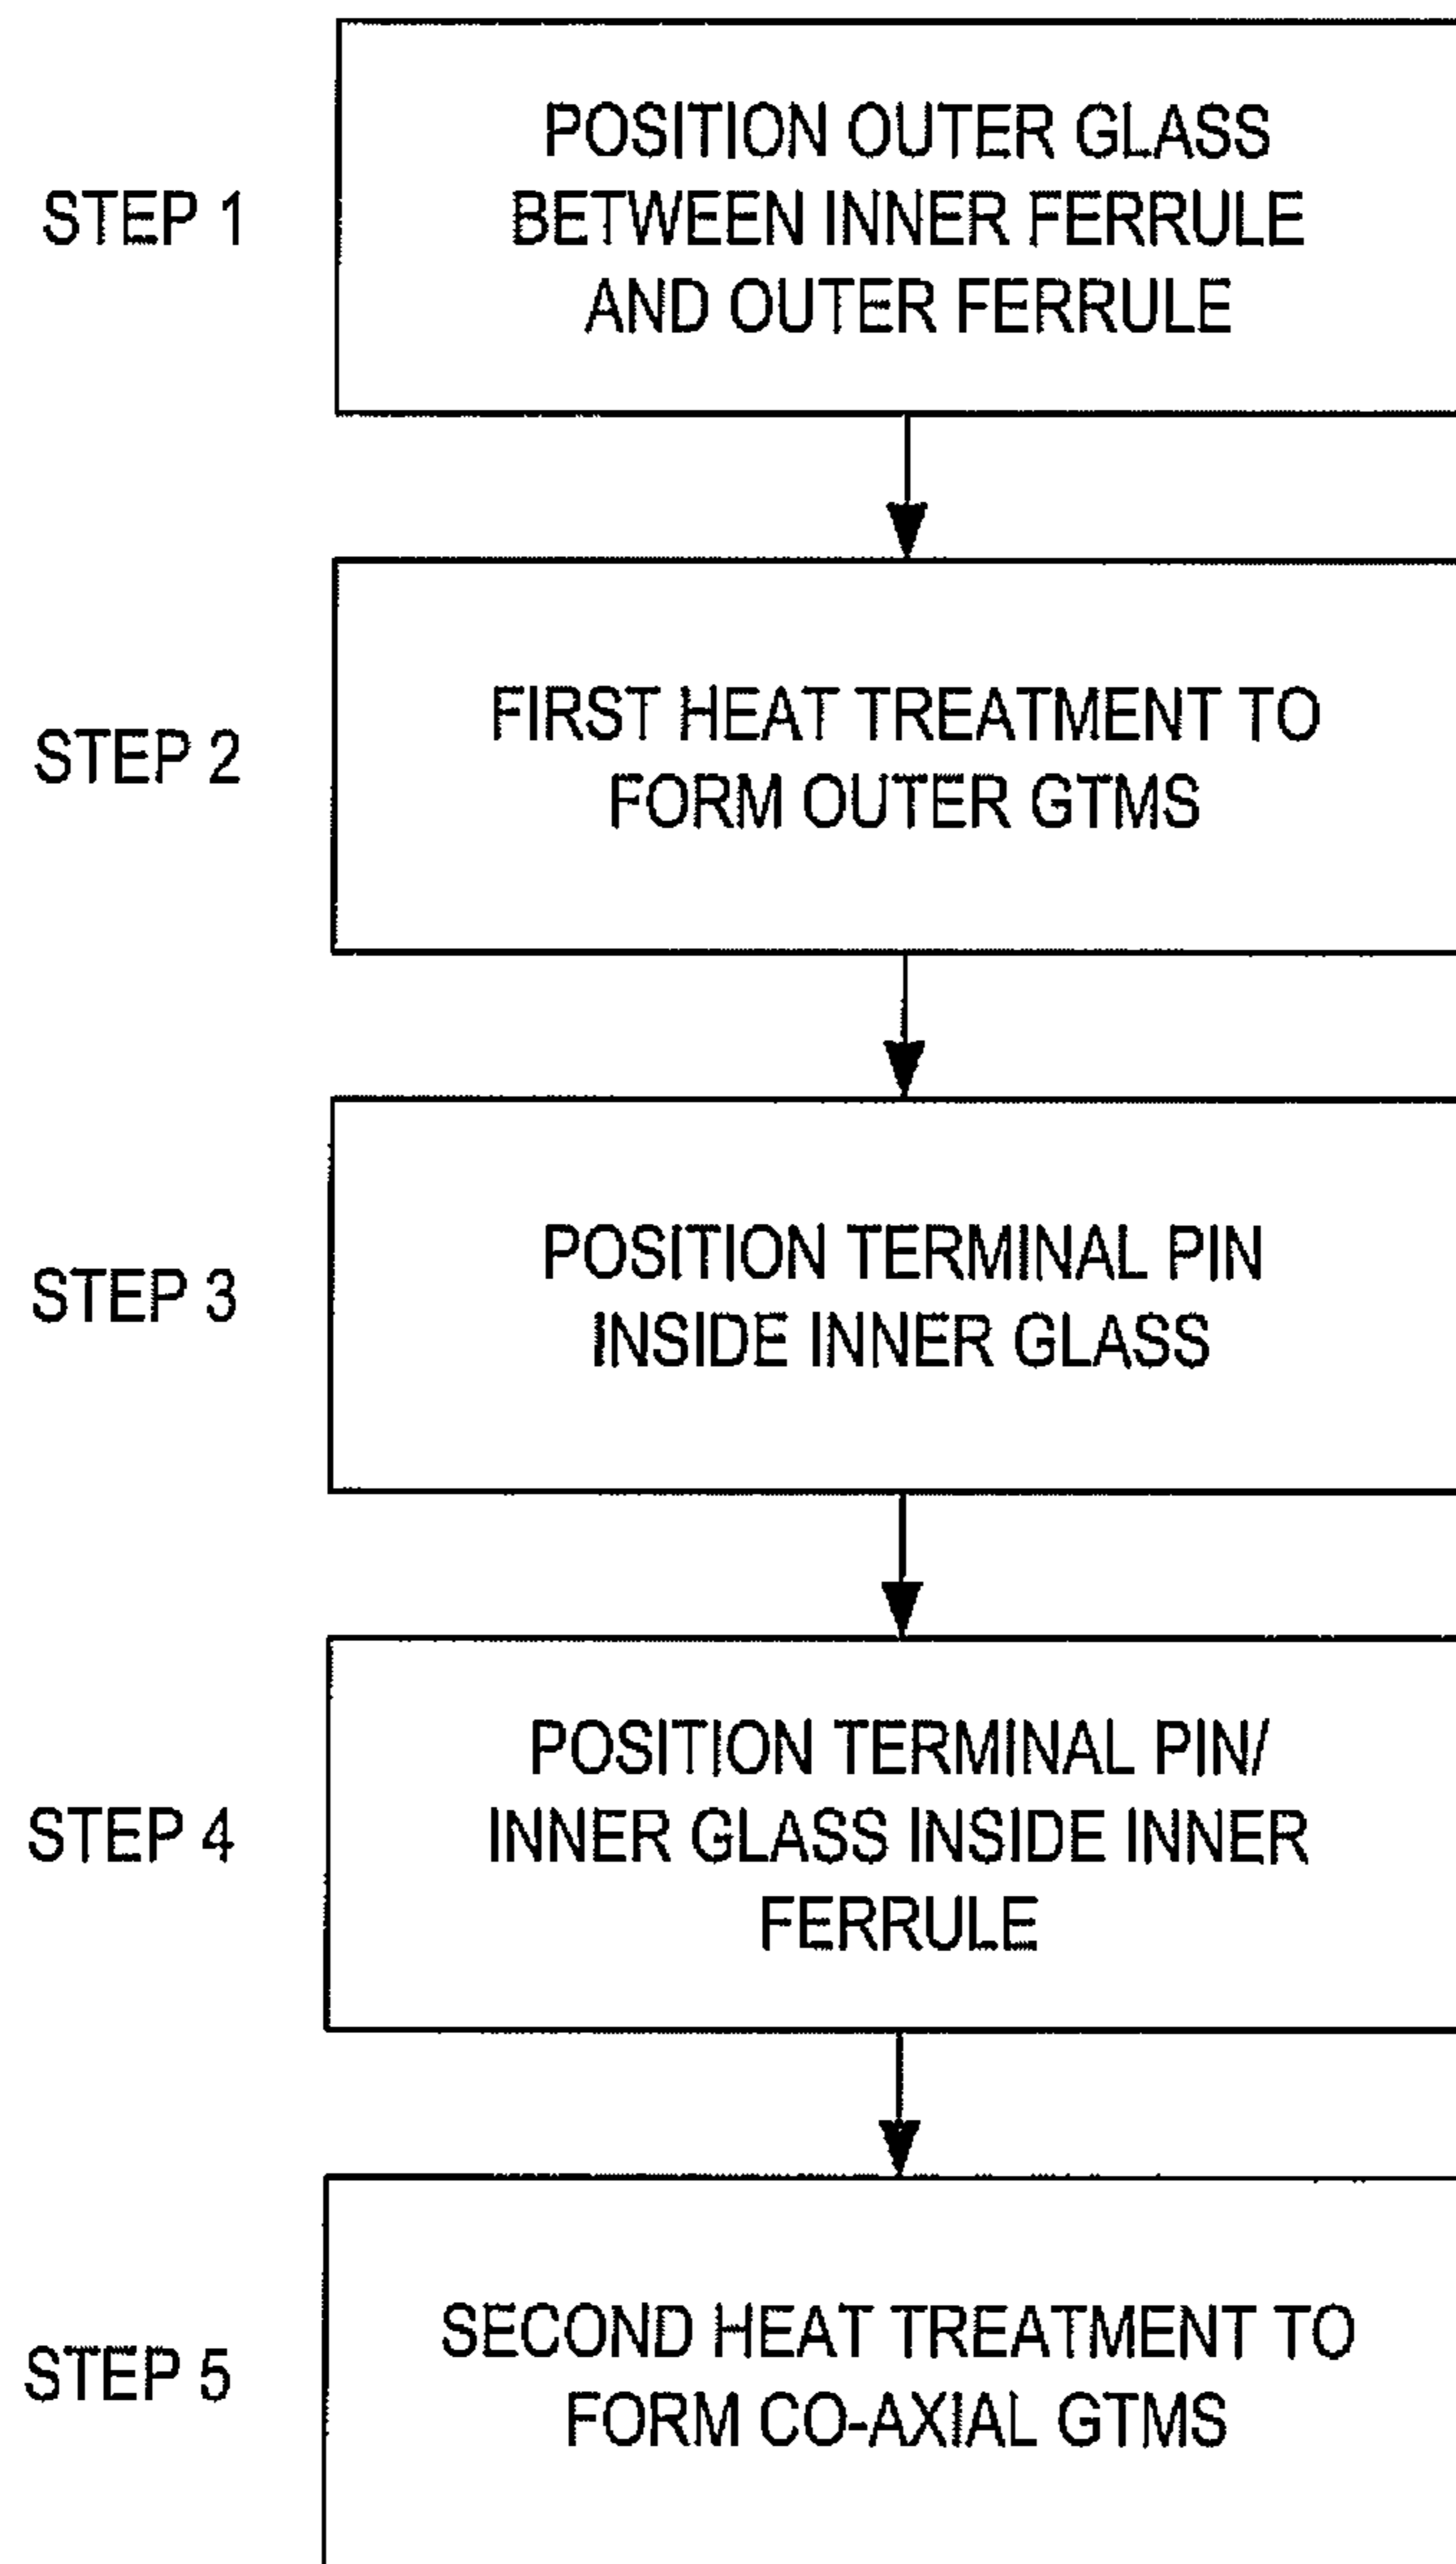 STEP 1
POSITION OUTER GLASS
BETWEEN INNER FERRULE
AND OUTER FERRULE
STEP 2
FIRST HEAT TREATMENT TO
FORM OUTER GTMS
STEP 3
POSITION TERMINAL PIN
INSIDE INNER GLASS
STEP 4
POSITION TERMINAL PIN/
INNER GLASS INSIDE INNER
FERRULE
STEP 5
SECOND HEAT TREATMENT TO
FORM CO-AXIAL GTMS